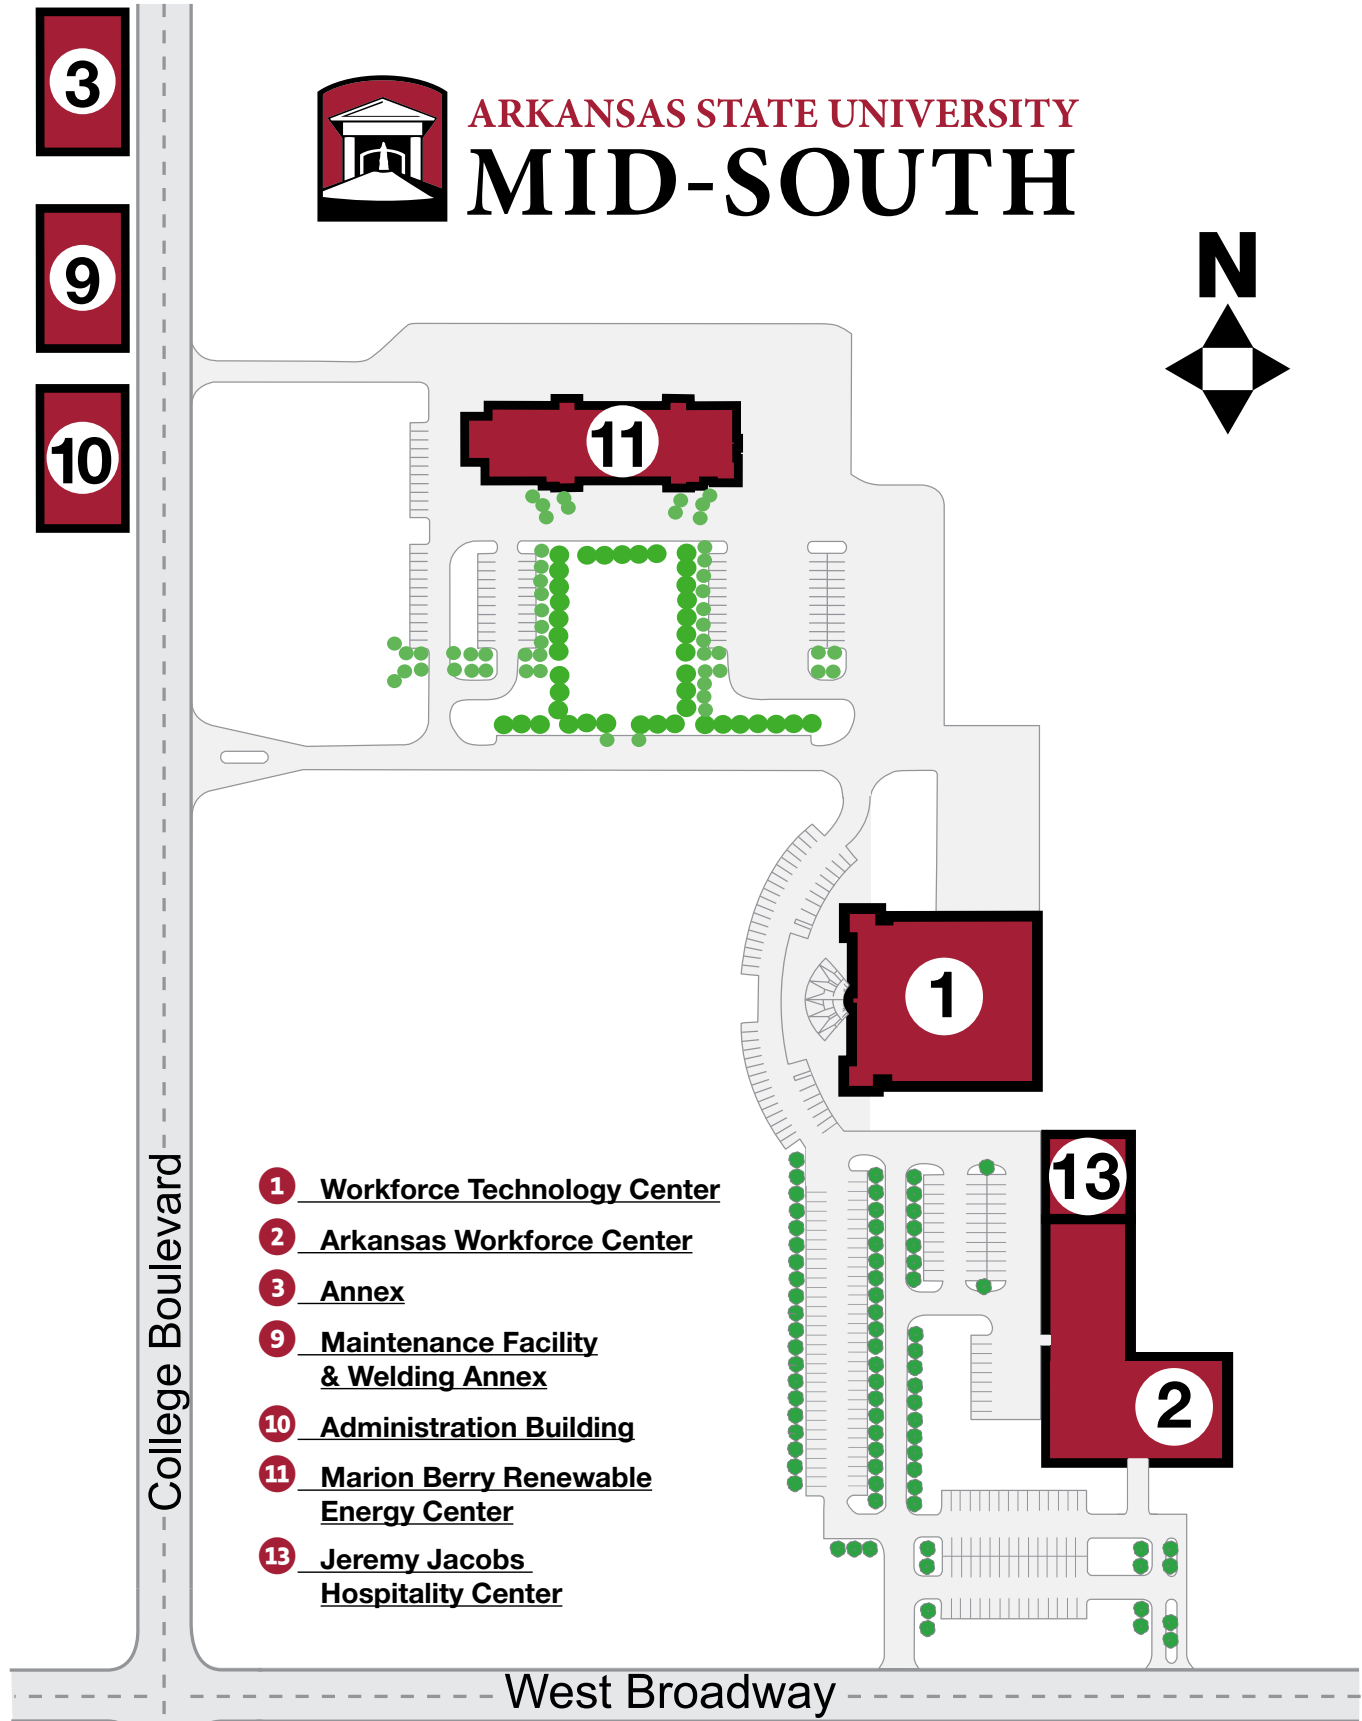 3
ARKANSAS STATE UNIVERSITY
MID-SOUTH
9
N
10
11
1
13
2
1 Workforce Technology Center
2 Arkansas Workforce Center
3 Annex
9 Maintenance Facility
& Welding Annex
10 Administration Building
11 Marion Berry Renewable
Energy Center
13 Jeremy Jacobs
Hospitality Center
College Boulevard
West Broadway